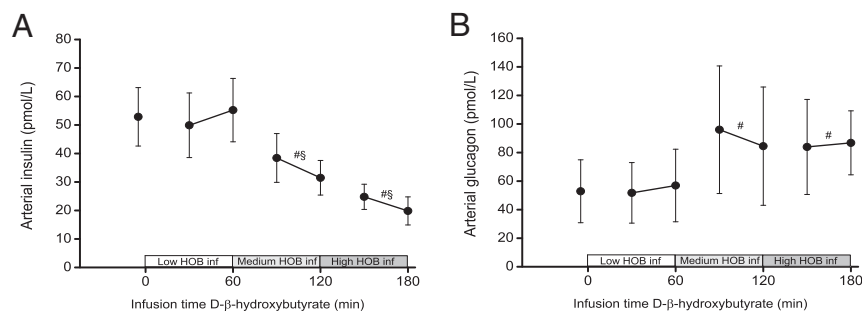 A
80
70
60
50
40
30
20
10
0
Arterial insulin (pmol/L)
#§
#§
Low HOB inf
Medium HOB inf
High HOB inf
0
60
120
180
Infusion time D-β-hydroxybutyrate (min)
B
160
140
120
100
80
60
40
20
0
Arterial glucagon (pmol/L)
#
#
Low HOB inf
Medium HOB inf
High HOB inf
0
60
120
180
Infusion time D-β-hydroxybutyrate (min)